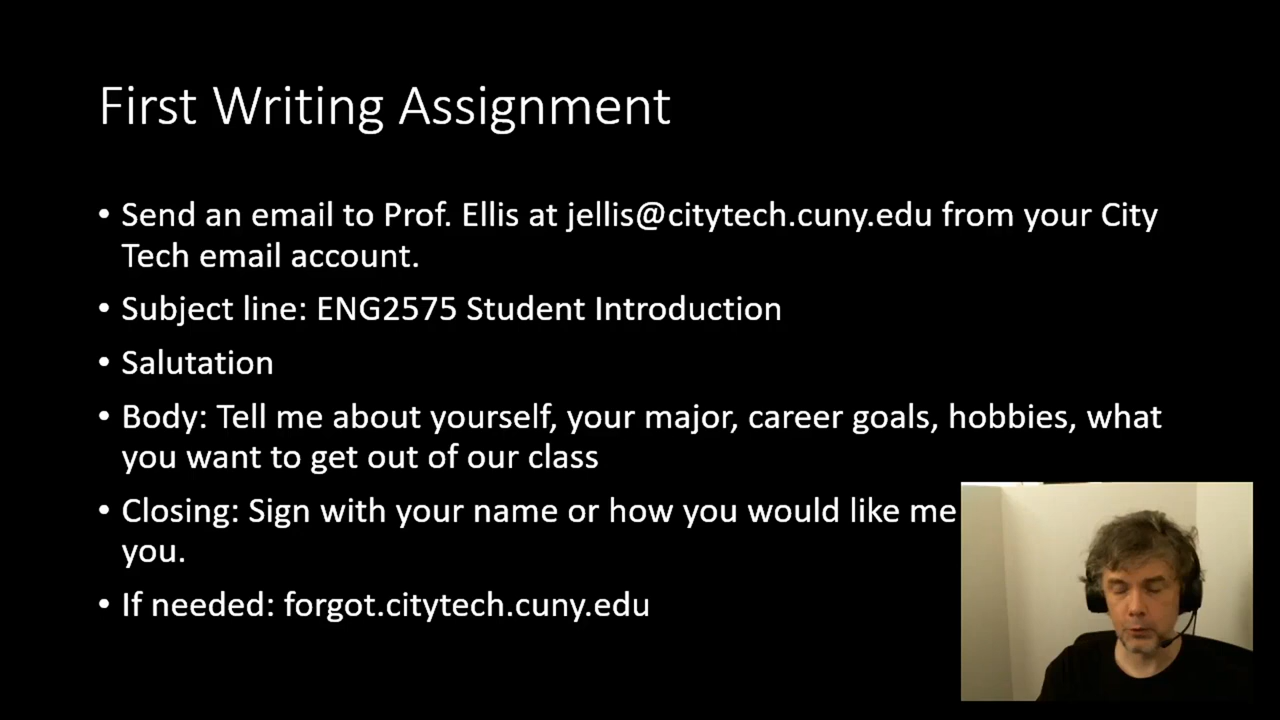 First Writing Assignment
• Send an email to Prof. Ellis at jellis@citytech.cuny.edu from your City
Tech email account.
• Subject line: ENG2575 Student Introduction
• Salutation
• Body: Tell me about yourself, your major, career goals, hobbies, what
you want to get out of our class
• Closing: Sign with your name or how you would like me
you.
• If needed: forgot.citytech.cuny.edu